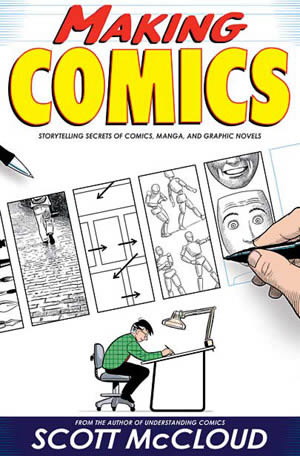 MAKING
COMICS
STORYTELLING SECRETS OF COMICS, MANGA, AND GRAPHIC NOVELS
FROM THE AUTHOR OF UNDERSTANDING COMICS
SCOTT McCLOUD